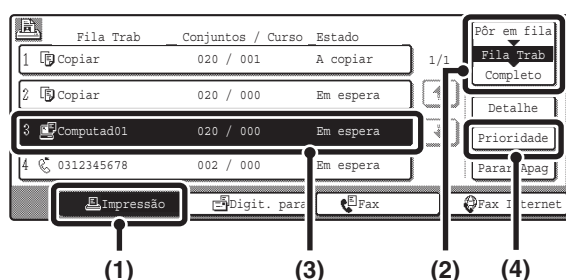 Fila Trab Conjuntos / Curso Estado
1 Copiar 020 / 001 A copiar
2 Copiar 020 / 000 Em espera
3 Computad01 020 / 000 Em espera
4 0312345678 002 / 000 Em espera
1/1
Pôr em fila
Fila Trab
Completo
Detalhe
Prioridade
Parar/Apag
Impressão Digit. para Fax Fax Internet
(1) (3) (2) (4)